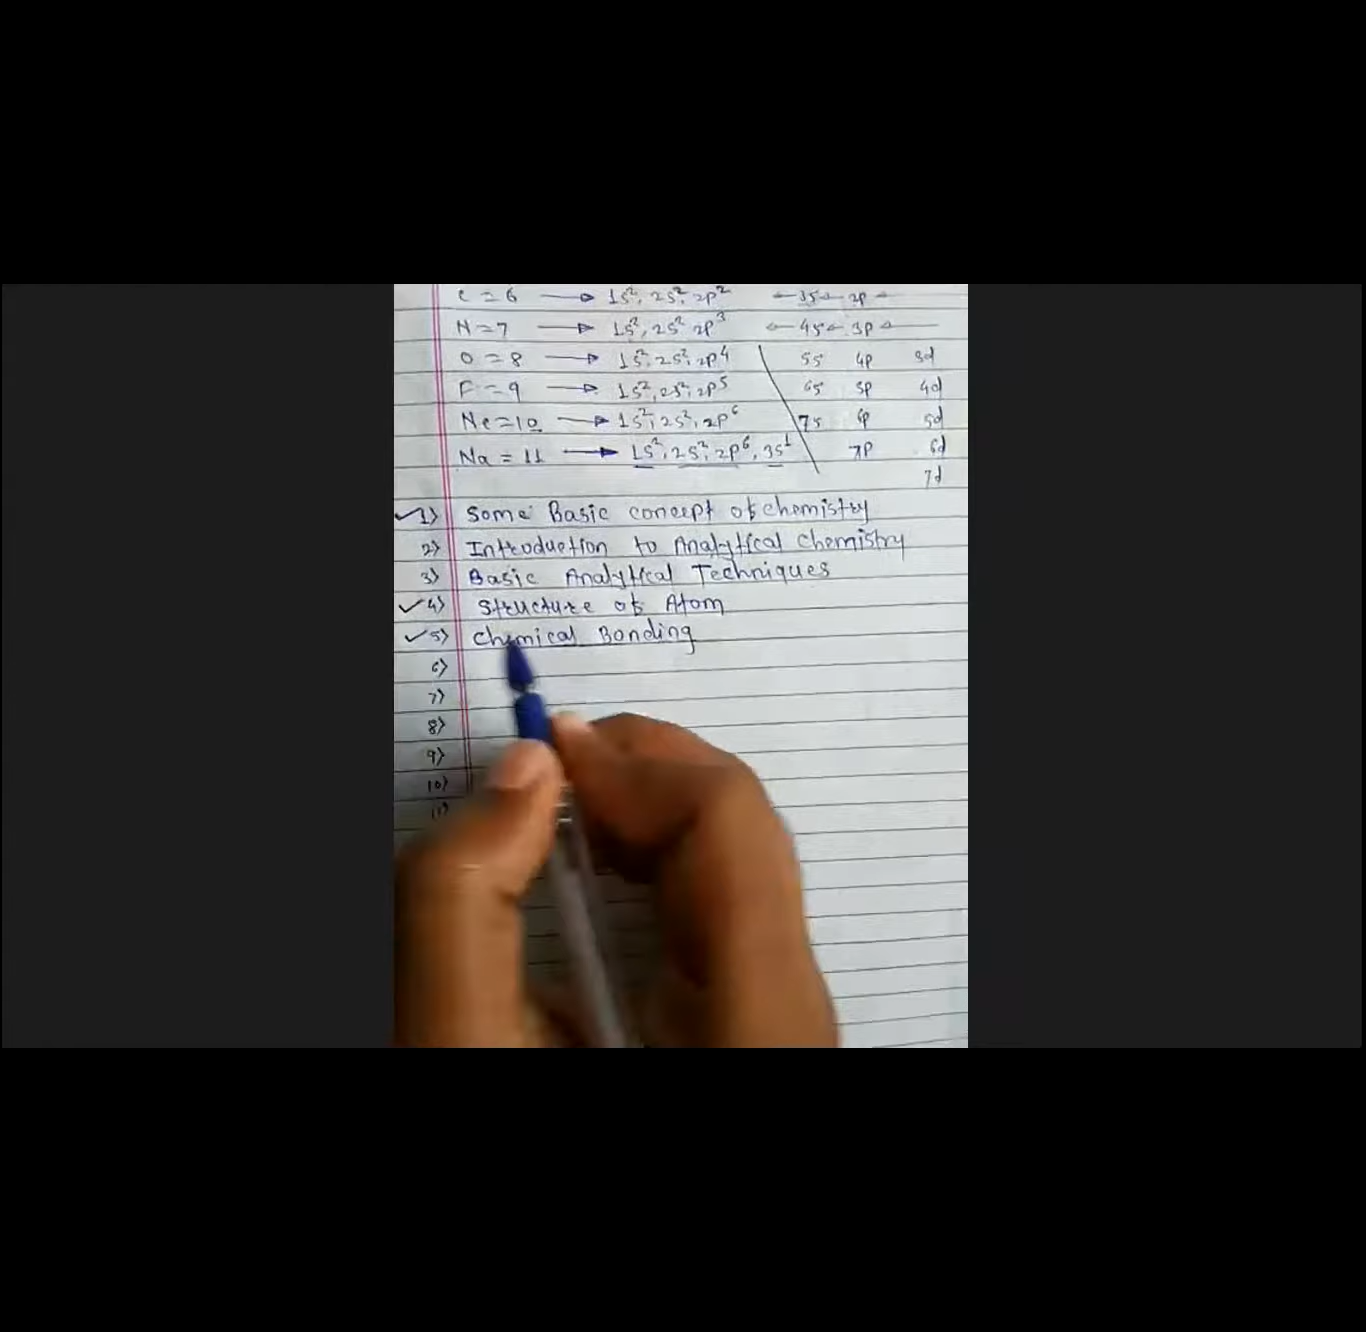 C = 6 → 1s², 2s², 2p² ← 3s ← 2p ←
N = 7 → 1s², 2s² 2p³ ← 4s ← 3p ←
O = 8 → 1s², 2s², 2p⁴ 5s 4p 3d
F = 9 → 1s², 2s², 2p⁵ 6s 5p 4d
Ne = 10 → 1s², 2s², 2p⁶ 7s 6p 5d
Na = 11 → 1s², 2s², 2p⁶, 3s¹ 7p 6d
7d
✓1) Some Basic concept of chemistry
2) Introduction to Analytical chemistry
3) Basic Analytical Techniques
✓4) Structure of Atom
✓5) Chemical Bonding
6)
7)
8)
9)
10)
11)